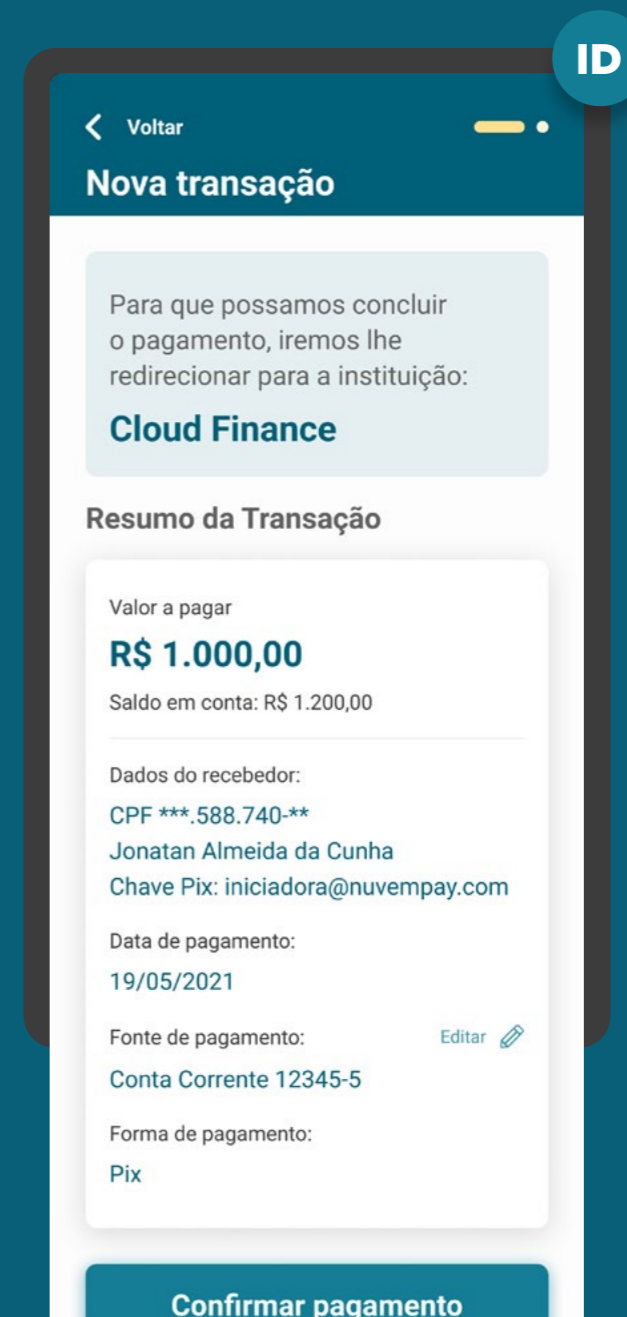 ID
Voltar
Nova transação
Para que possamos concluir
o pagamento, iremos lhe
redirecionar para a instituição:
Cloud Finance
Resumo da Transação
Valor a pagar
R$ 1.000,00
Saldo em conta: R$ 1.200,00
Dados do recebedor:
CPF ***.588.740-**
Jonatan Almeida da Cunha
Chave Pix: iniciadora@nuvempay.com
Data de pagamento:
19/05/2021
Fonte de pagamento: Editar
Conta Corrente 12345-5
Forma de pagamento:
Pix
Confirmar pagamento